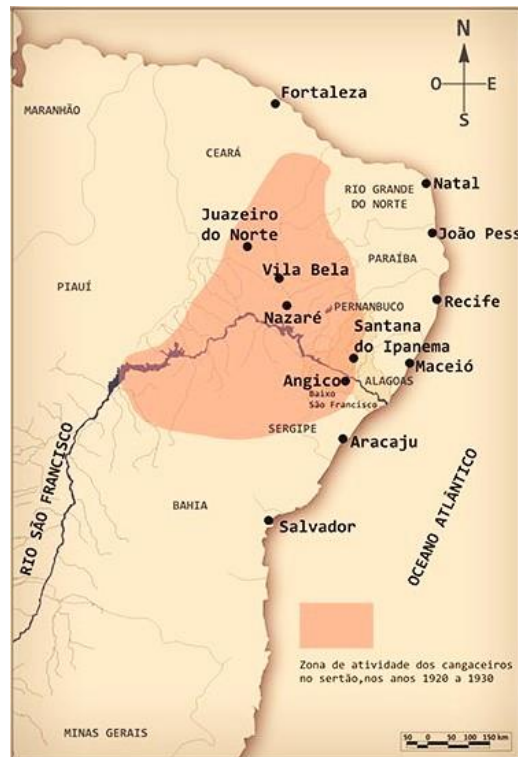 N
O E
S
Fortaleza
MARANHÃO
CEARÁ
Natal
RIO GRANDE
DO NORTE
Juazeiro
do Norte
João Pess
PARAÍBA
Vila Bela
PIAUÍ
Nazaré
PERNANBUCO
Recife
Santana
do Ipanema
Maceió
Angico
ALAGOAS
Baixo
São Francisco
SERGIPE
Aracaju
RIO SÃO FRANCISCO
OCEANO ATLÂNTICO
BAHIA
Salvador
Zona de atividade dos cangaceiros
no sertão,nos anos 1920 a 1930
MINAS GERAIS
50 0 50 100 150 km